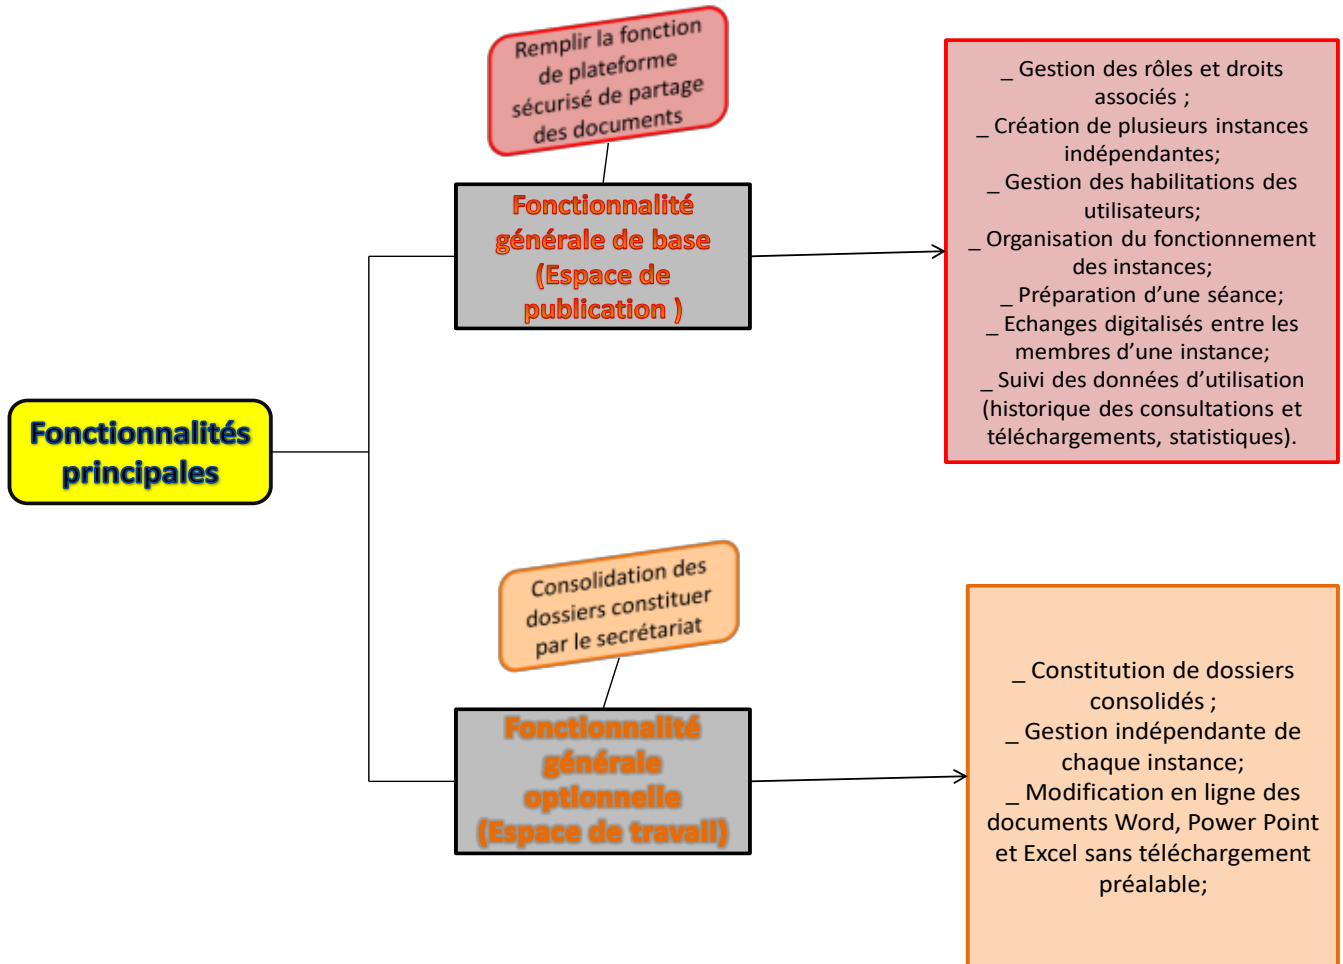 Remplir la fonction
de plateforme
sécurisé de partage
des documents
Fonctionnalité
générale de base
(Espace de
publication )
_ Gestion des rôles et droits
associés ;
_ Création de plusieurs instances
indépendantes;
_ Gestion des habilitations des
utilisateurs;
_ Organisation du fonctionnement
des instances;
_ Préparation d’une séance;
_ Echanges digitalisés entre les
membres d’une instance;
_ Suivi des données d’utilisation
(historique des consultations et
téléchargements, statistiques).
Fonctionnalités
principales
Consolidation des
dossiers constituer
par le secrétariat
Fonctionnalité
générale
optionnelle
(Espace de travail)
_ Constitution de dossiers
consolidés ;
_ Gestion indépendante de
chaque instance;
_ Modification en ligne des
documents Word, Power Point
et Excel sans téléchargement
préalable;